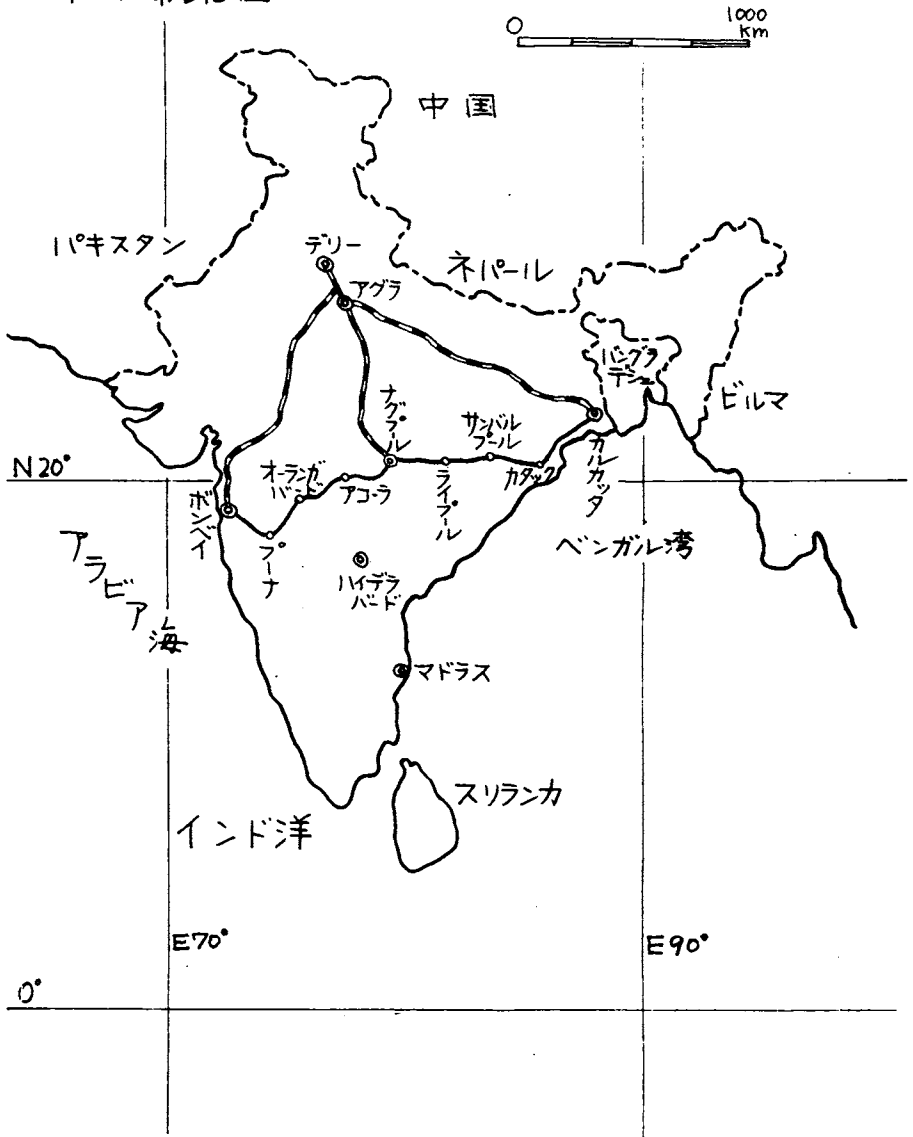 0
1000
km
中国
パキスタン
デリー
ネパール
アグラ
バングラ
デシュ
ビルマ
ナグプール
サンバル
プール
N20°
オーランガ
バード
アコーラ
ライプール
カタック
カルカッタ
ボンベイ
プーナ
ベンガル湾
アラビア海
ハイデラ
バード
マドラス
スリランカ
インド洋
E70°
E90°
0°